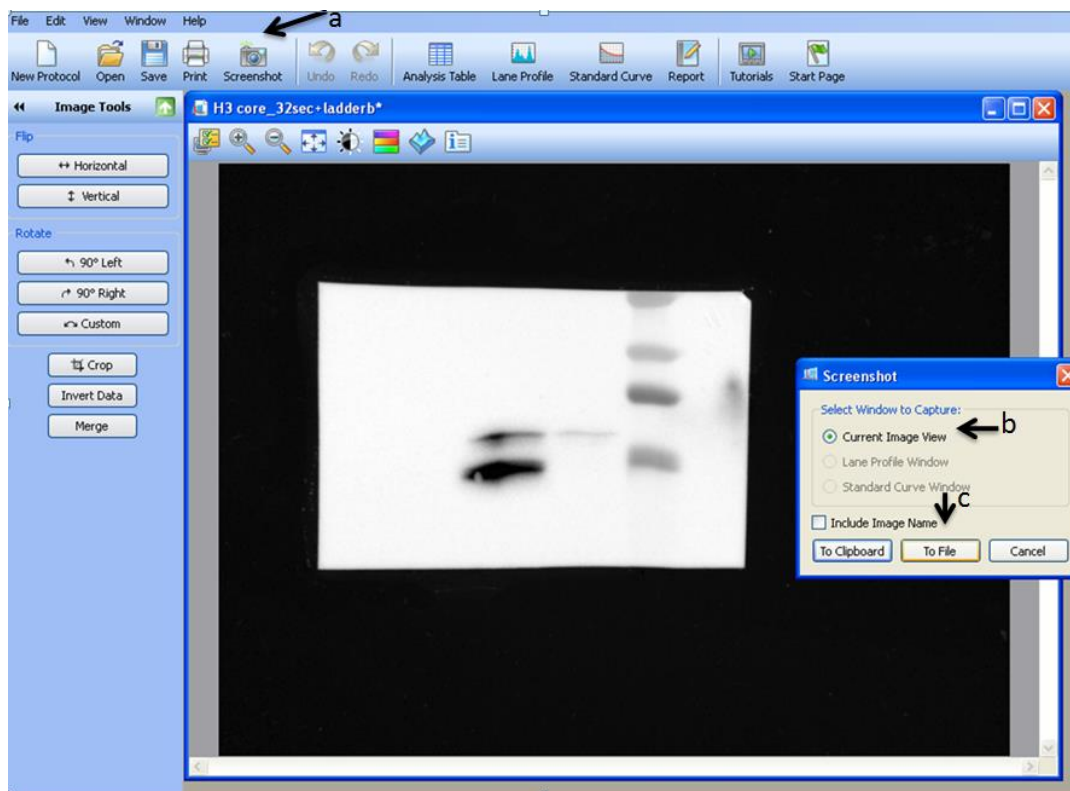 File Edit View Window Help
a
New Protocol Open Save Print Screenshot Undo Redo Analysis Table Lane Profile Standard Curve Report Tutorials Start Page
Image Tools
H3 core_32sec+ladderb*
Flip
Horizontal
Vertical
Rotate
90° Left
90° Right
Custom
Crop
Invert Data
Merge
Screenshot
Select Window to Capture:
Current Image View
b
Lane Profile Window
Standard Curve Window
c
Include Image Name
To Clipboard To File Cancel